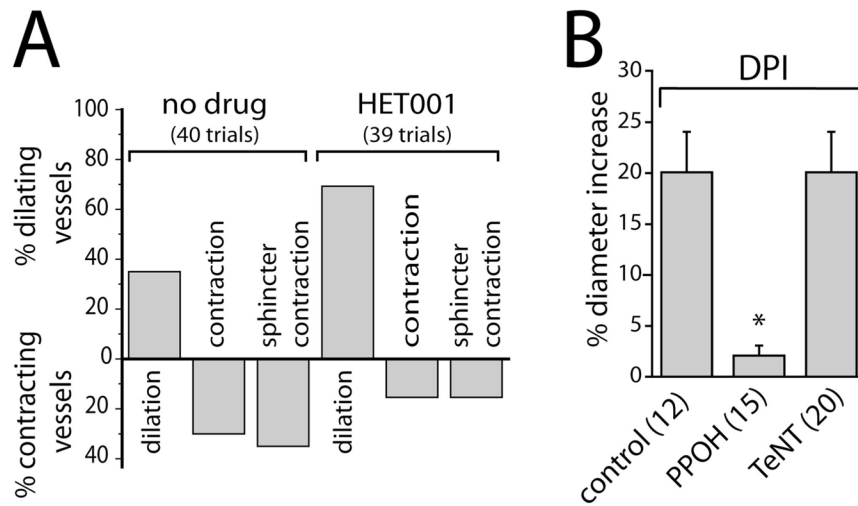 A
no drug
(40 trials)
HET001
(39 trials)
% dilating
vessels
% contracting
vessels
100
80
60
40
20
0
20
40
dilation
contraction
sphincter
contraction
dilation
contraction
sphincter
contraction
B
DPI
% diameter increase
30
25
20
15
10
5
0
*
control (12)
PPOH (15)
TeNT (20)